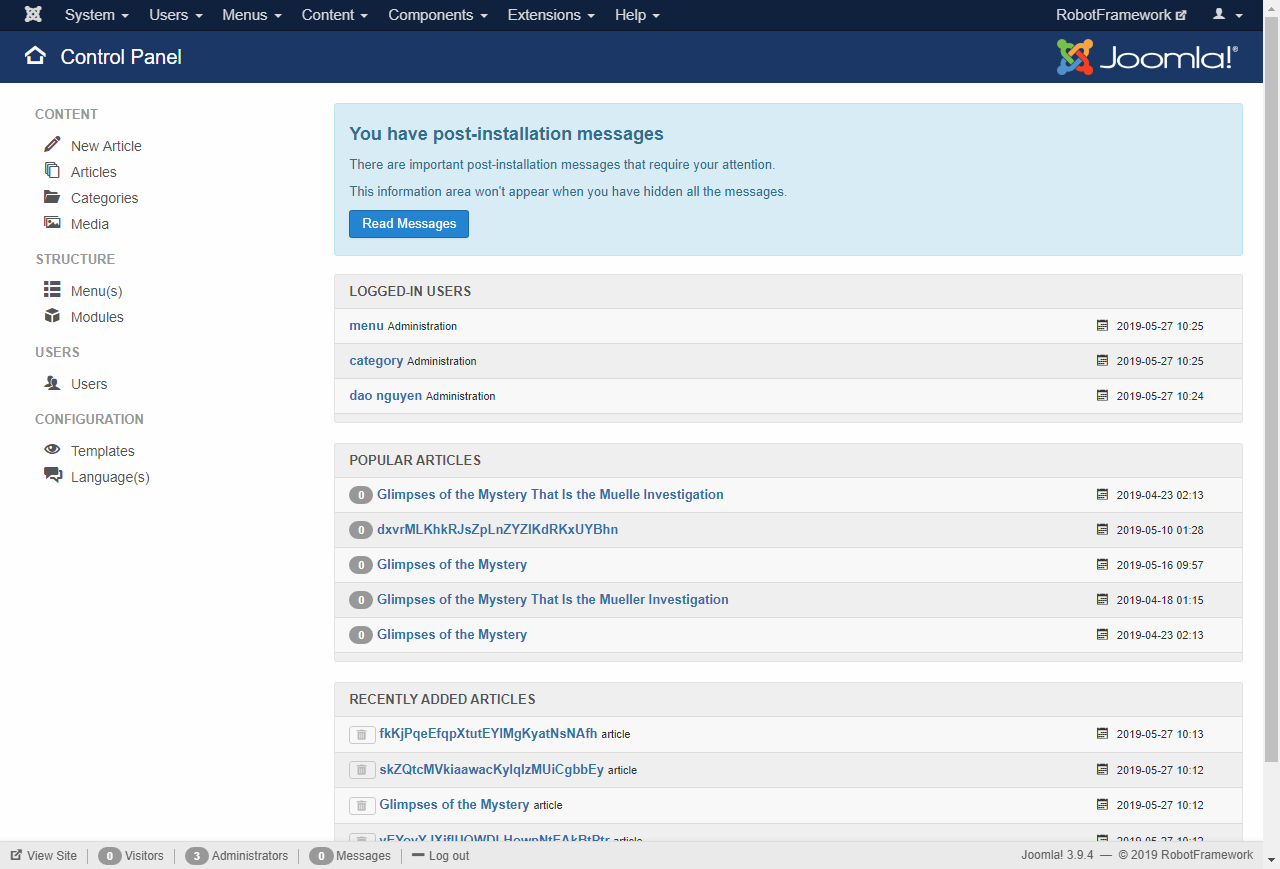 System Users Menus Content Components Extensions Help RobotFramework
Control Panel Joomla!®
CONTENT
New Article
Articles
Categories
Media
STRUCTURE
Menu(s)
Modules
USERS
Users
CONFIGURATION
Templates
Language(s)
You have post-installation messages
There are important post-installation messages that require your attention.
This information area won't appear when you have hidden all the messages.
Read Messages
LOGGED-IN USERS
menu Administration 2019-05-27 10:25
category Administration 2019-05-27 10:25
dao nguyen Administration 2019-05-27 10:24
POPULAR ARTICLES
0 Glimpses of the Mystery That Is the Muelle Investigation 2019-04-23 02:13
0 dxvrMLKhkRJsZpLnZYZlKdRKxUYBhn 2019-05-10 01:28
0 Glimpses of the Mystery 2019-05-16 09:57
0 Glimpses of the Mystery That Is the Mueller Investigation 2019-04-18 01:15
0 Glimpses of the Mystery 2019-04-23 02:13
RECENTLY ADDED ARTICLES
fkKjPqeEfqpXtutEYlMgKyatNsNAfh article 2019-05-27 10:13
skZQtcMVkiaawacKylqlzMUiCgbbEy article 2019-05-27 10:12
Glimpses of the Mystery article 2019-05-27 10:12
article 2019-05-27 10:12
View Site 0 Visitors 3 Administrators 0 Messages Log out Joomla! 3.9.4 — © 2019 RobotFramework